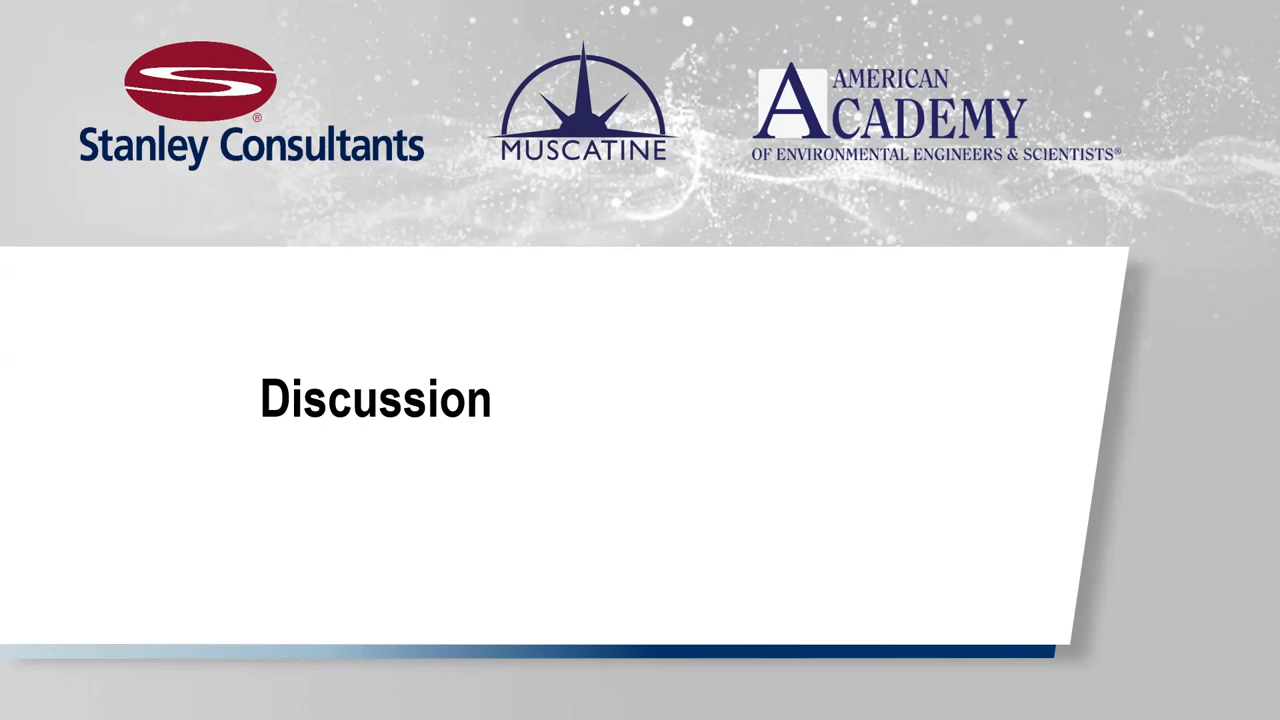 Stanley Consultants
MUSCATINE
AMERICAN
ACADEMY
OF ENVIRONMENTAL ENGINEERS & SCIENTISTS®
Discussion